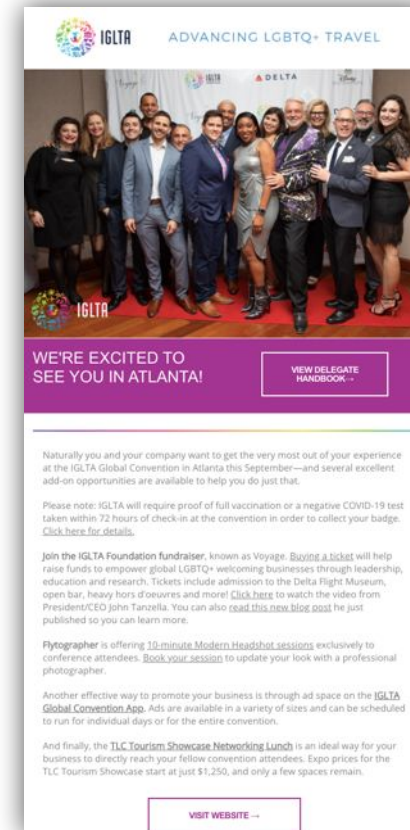 IGLTA ADVANCING LGBTQ+ TRAVEL
Voyage IGLTA DELTA Disney
IGLTA
WE'RE EXCITED TO
SEE YOU IN ATLANTA!
VIEW DELEGATE
HANDBOOK→
Naturally you and your company want to get the very most out of your experience
at the IGLTA Global Convention in Atlanta this September—and several excellent
add-on opportunities are available to help you do just that.
Please note: IGLTA will require proof of full vaccination or a negative COVID-19 test
taken within 72 hours of check-in at the convention in order to collect your badge.
Click here for details.
Join the IGLTA Foundation fundraiser, known as Voyage. Buying a ticket will help
raise funds to empower global LGBTQ+ welcoming businesses through leadership,
education and research. Tickets include admission to the Delta Flight Museum,
open bar, heavy hors d'oeuvres and more! Click here to watch the video from
President/CEO John Tanzella. You can also read this new blog post he just
published so you can learn more.
Flytographer is offering 10-minute Modern Headshot sessions exclusively to
conference attendees. Book your session to update your look with a professional
photographer.
Another effective way to promote your business is through ad space on the IGLTA
Global Convention App. Ads are available in a variety of sizes and can be scheduled
to run for individual days or for the entire convention.
And finally, the TLC Tourism Showcase Networking Lunch is an ideal way for your
business to directly reach your fellow convention attendees. Expo prices for the
TLC Tourism Showcase start at just $1,250, and only a few spaces remain.
VISIT WEBSITE →